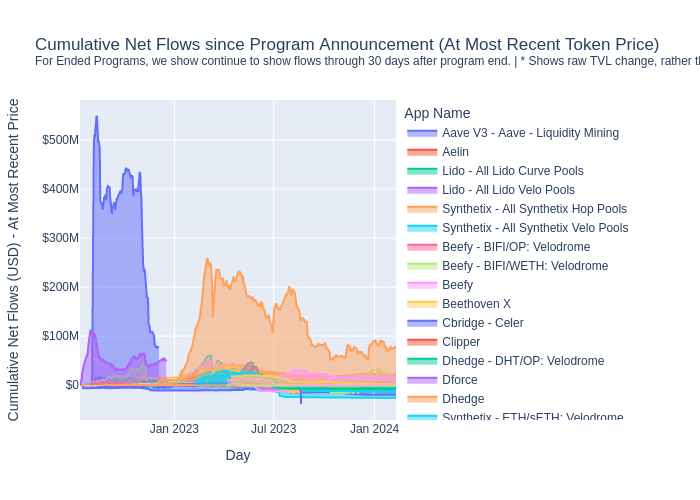 Cumulative Net Flows since Program Announcement (At Most Recent Token Price)
For Ended Programs, we show continue to show flows through 30 days after program end. | * Shows raw TVL change, rather th
App Name
Aave V3 - Aave - Liquidity Mining
Aelin
Lido - All Lido Curve Pools
Lido - All Lido Velo Pools
Synthetix - All Synthetix Hop Pools
Synthetix - All Synthetix Velo Pools
Beefy - BIFI/OP: Velodrome
Beefy - BIFI/WETH: Velodrome
Beefy
Beethoven X
Cbridge - Celer
Clipper
Dhedge - DHT/OP: Velodrome
Dforce
Dhedge
Synthetix - ETH/sETH: Velodrome
Cumulative Net Flows (USD) - At Most Recent Price
$500M
$400M
$300M
$200M
$100M
$0
Jan 2023
Jul 2023
Jan 2024
Day